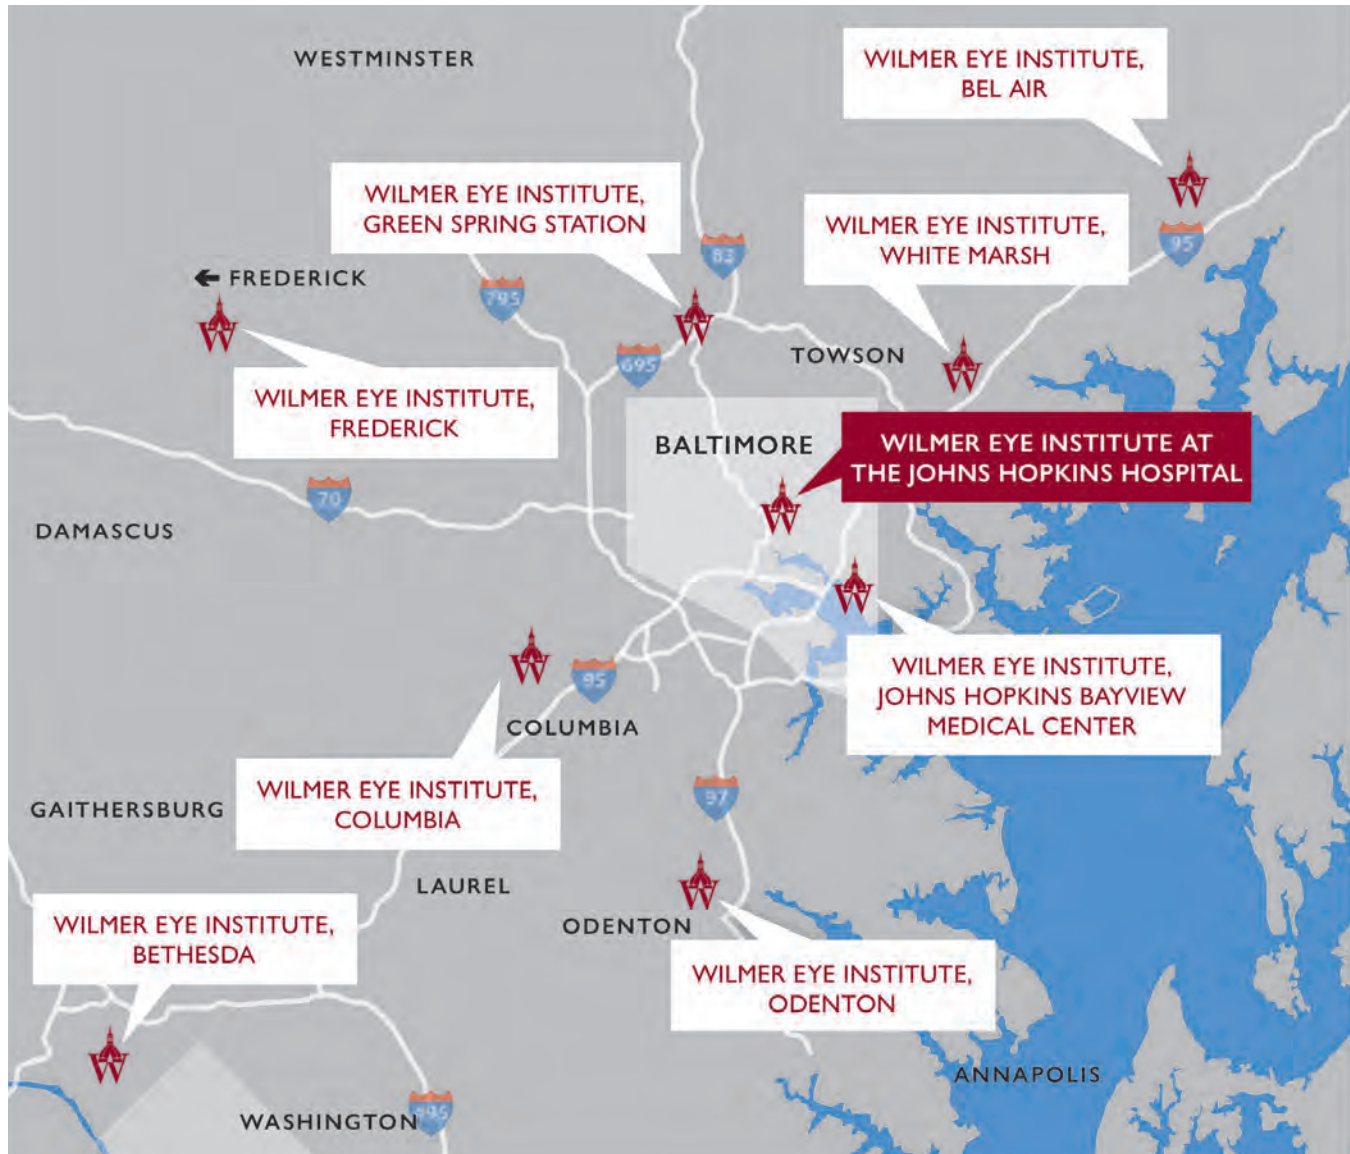 WESTMINSTER
WILMER EYE INSTITUTE,
BEL AIR
WILMER EYE INSTITUTE,
GREEN SPRING STATION
WILMER EYE INSTITUTE,
WHITE MARSH
83
95
FREDERICK
795
W
W
W
695
TOWSON
W
WILMER EYE INSTITUTE,
FREDERICK
BALTIMORE
WILMER EYE INSTITUTE AT
THE JOHNS HOPKINS HOSPITAL
70
W
DAMASCUS
W
W
95
WILMER EYE INSTITUTE,
JOHNS HOPKINS BAYVIEW
MEDICAL CENTER
COLUMBIA
WILMER EYE INSTITUTE,
COLUMBIA
97
GAITHERSBURG
LAUREL
W
ODENTON
WILMER EYE INSTITUTE,
BETHESDA
WILMER EYE INSTITUTE,
ODENTON
W
ANNAPOLIS
WASHINGTON
495